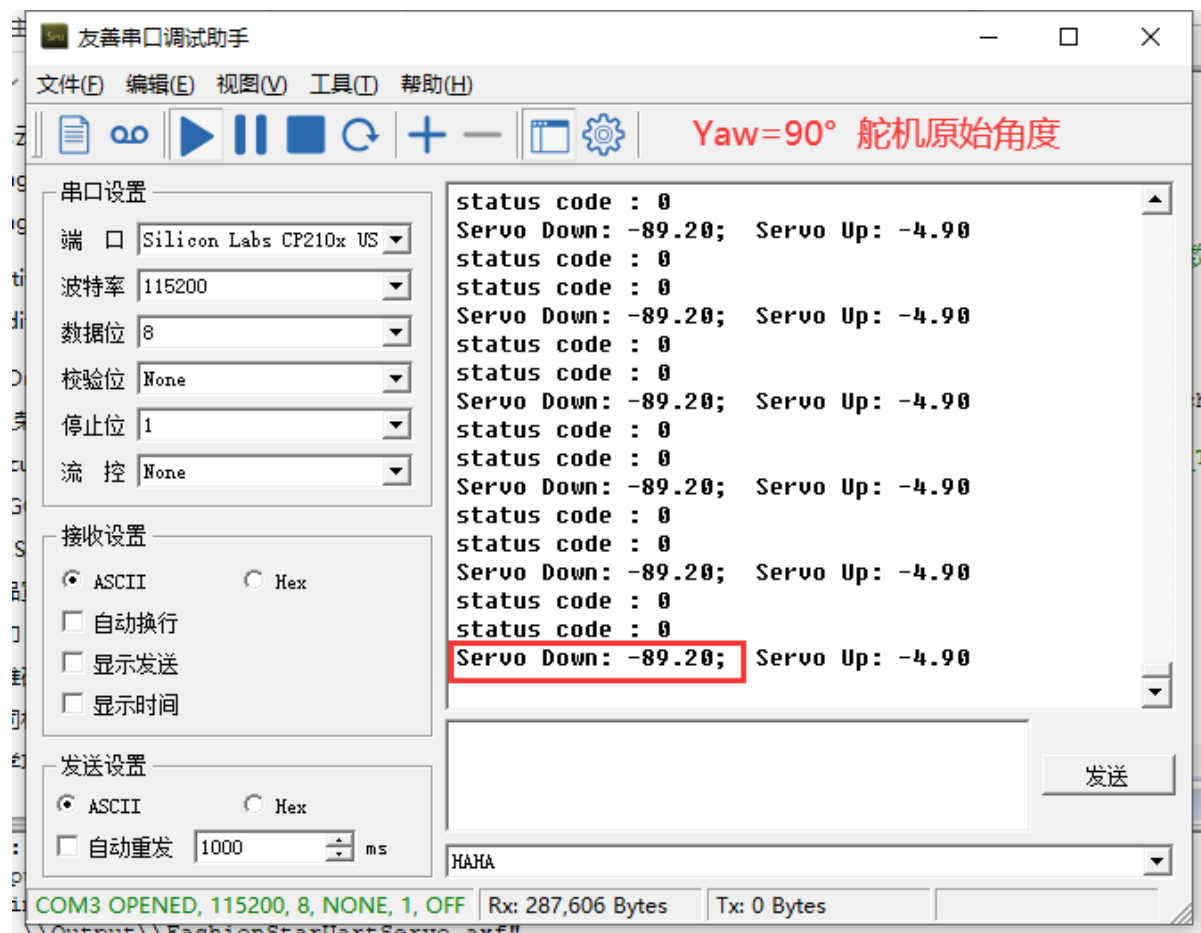 友善串口调试助手
文件(F) 编辑(E) 视图(V) 工具(T) 帮助(H)
Yaw=90° 舵机原始角度
串口设置
端 口 Silicon Labs CP210x US
波特率 115200
数据位 8
校验位 None
停止位 1
流 控 None
接收设置
ASCII Hex
自动换行
显示发送
显示时间
发送设置
ASCII Hex
自动重发 1000 ms
status code : 0
Servo Down: -89.20; Servo Up: -4.90
status code : 0
status code : 0
Servo Down: -89.20; Servo Up: -4.90
status code : 0
status code : 0
Servo Down: -89.20; Servo Up: -4.90
status code : 0
status code : 0
Servo Down: -89.20; Servo Up: -4.90
status code : 0
status code : 0
Servo Down: -89.20; Servo Up: -4.90
status code : 0
status code : 0
Servo Down: -89.20; Servo Up: -4.90
发送
HAHA
COM3 OPENED, 115200, 8, NONE, 1, OFF Rx: 287,606 Bytes Tx: 0 Bytes